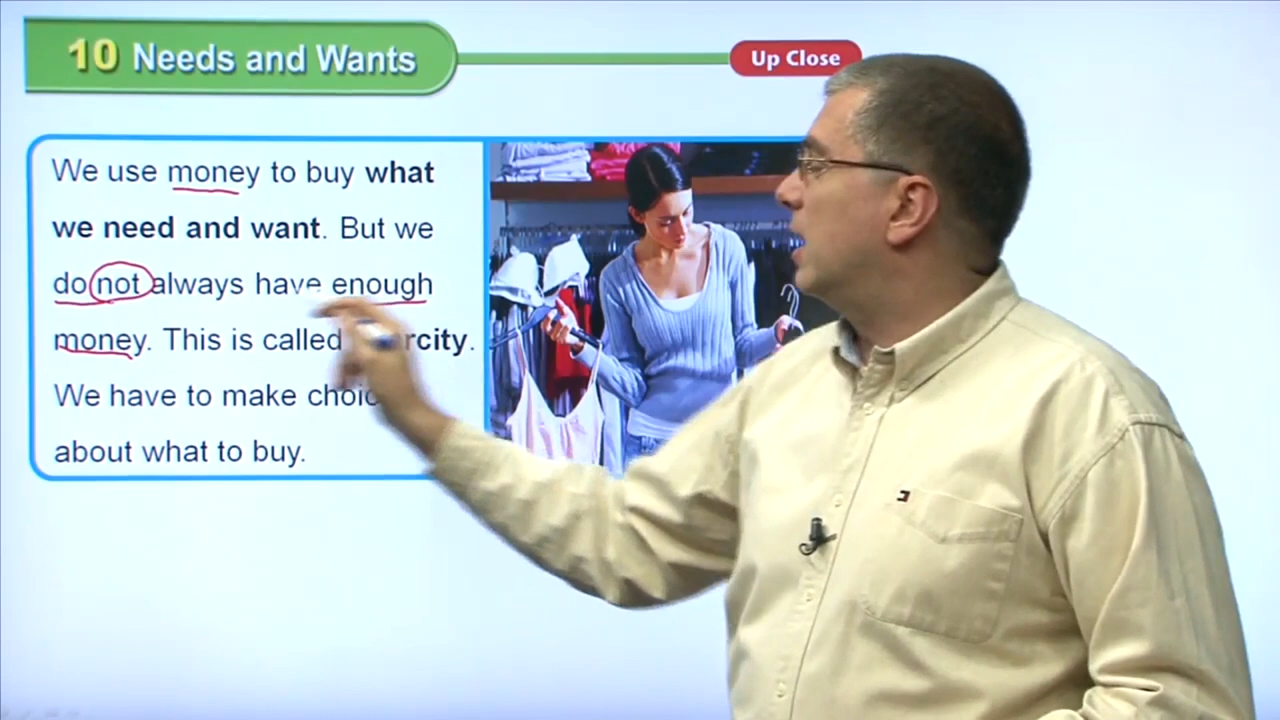 10 Needs and Wants
Up Close
We use money to buy what
we need and want. But we
do not always have enough
money. This is called
We have to make
about what to buy.